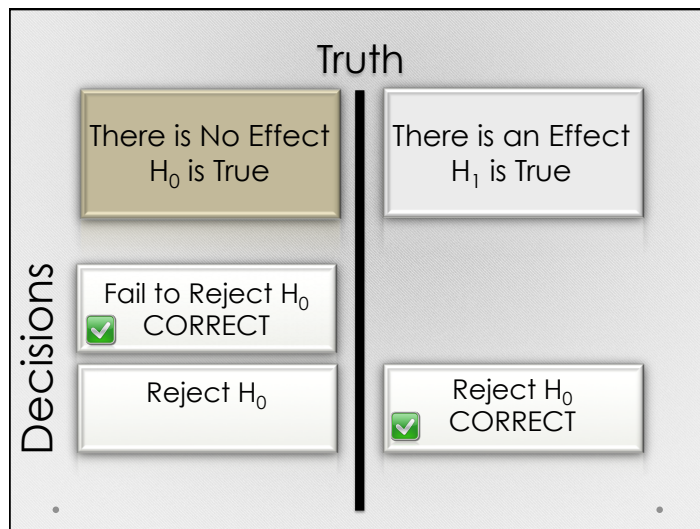 Truth
There is No Effect
H₀ is True
There is an Effect
H₁ is True
Decisions
Fail to Reject H₀
CORRECT
Reject H₀
Reject H₀
CORRECT